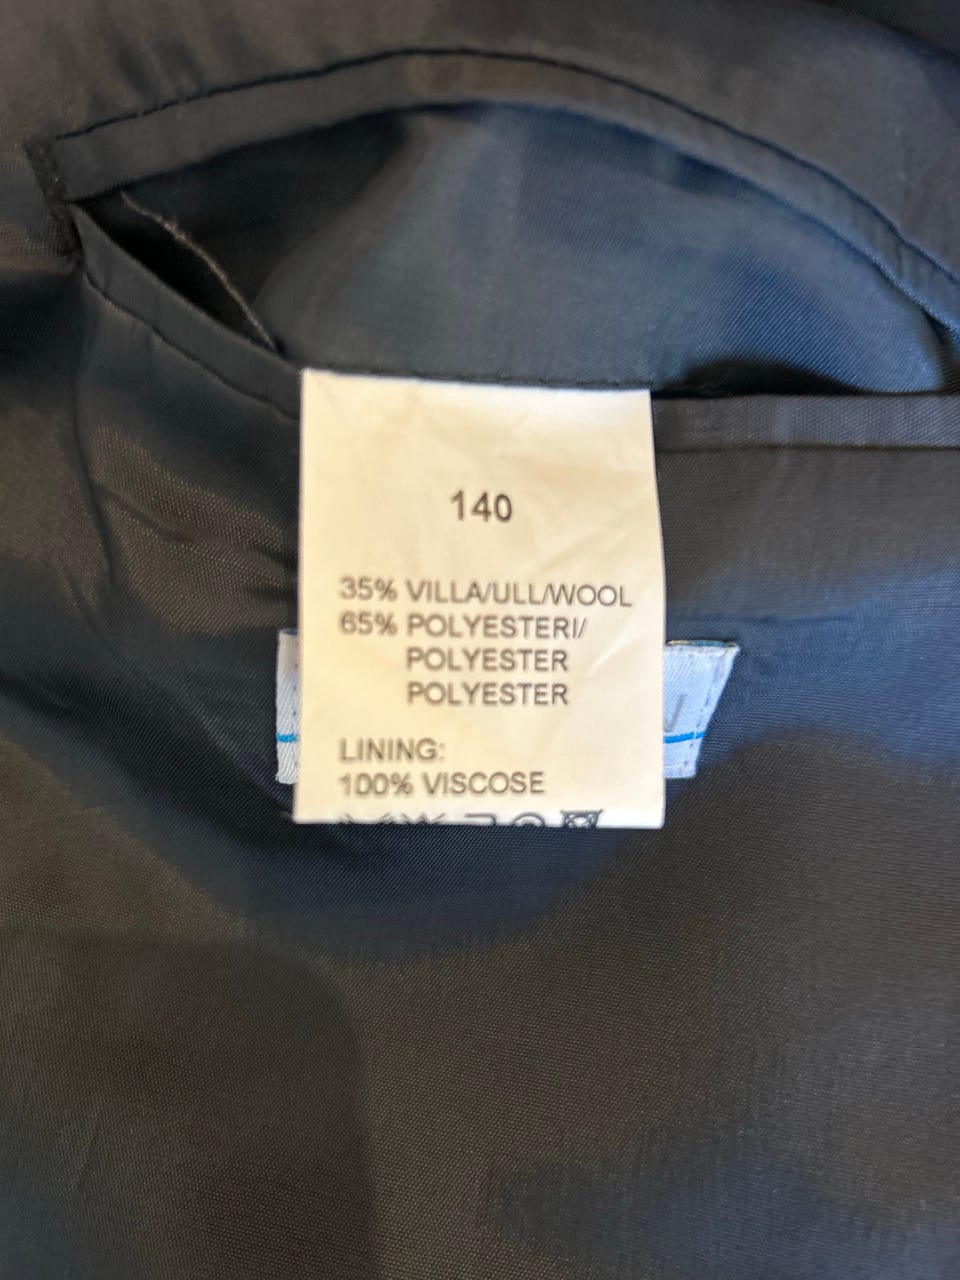 140
35% VILLA/ULL/WOOL
65% POLYESTERI/
POLYESTER
POLYESTER
LINING:
100% VISCOSE